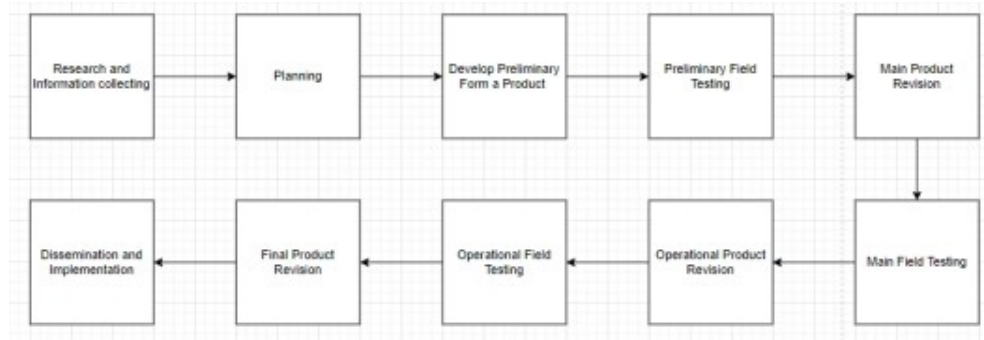 Research and
Information collecting
Planning
Develop Preliminary
Form a Product
Preliminary Field
Testing
Main Product
Revision
Main Field Testing
Operational Product
Revision
Operational Field
Testing
Final Product
Revision
Dissemination and
Implementation